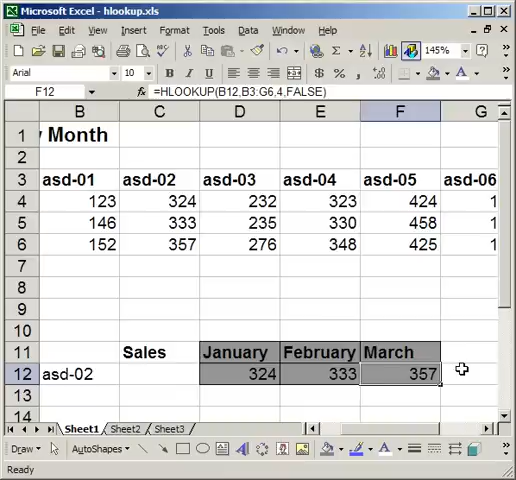 Microsoft Excel - hlookup.xls
File Edit View Insert Format Tools Data Window Help
145%
Arial 10 B I U
F12 =HLOOKUP(B12,B3:G6,4,FALSE)
B C D E F G
1 Month
2
3 asd-01 asd-02 asd-03 asd-04 asd-05 asd-06
4 123 324 232 323 424 1
5 146 333 235 330 458 1
6 152 357 276 348 425 1
7
8
9
10
11 Sales January February March
12 asd-02 324 333 357
13
14
Sheet1 Sheet2 Sheet3
Draw AutoShapes
Ready